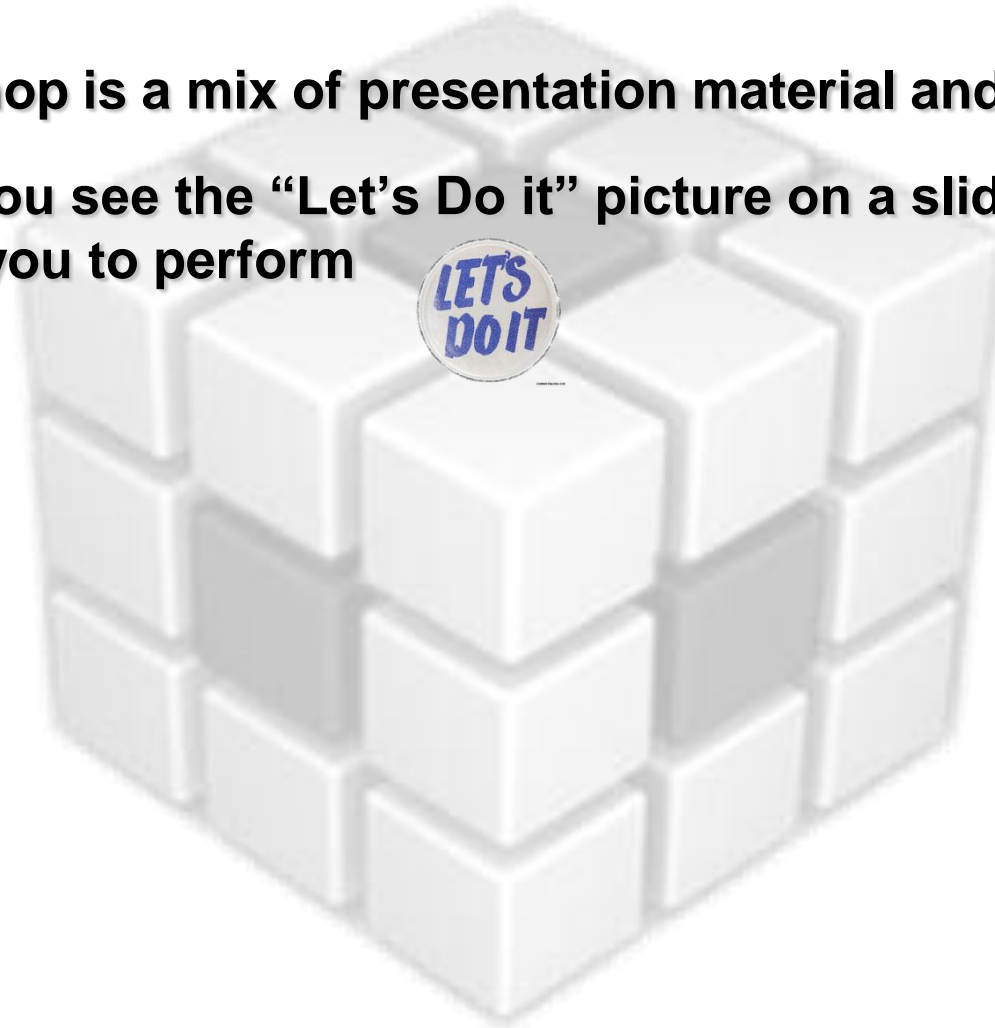 op is a mix of presentation material and
ou see the “Let’s Do it” picture on a slid
you to perform
LET'S
DO IT